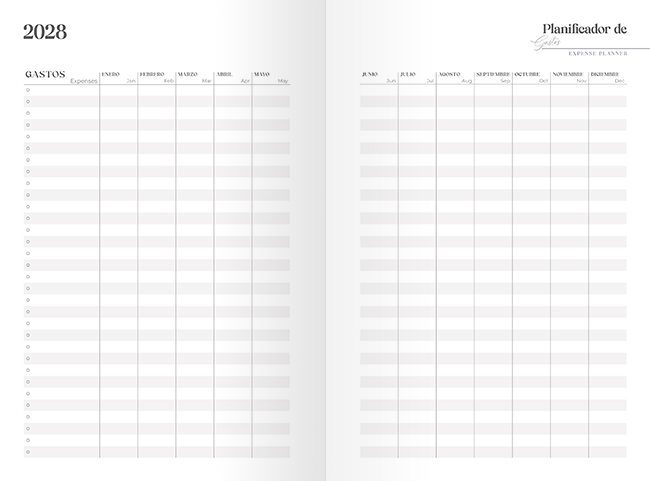 2028
Planificador de
Gastos
EXPENSE PLANNER
GASTOS ENERO FEBRERO MARZO ABRIL MAYO
Expenses Jan Feb Mar Apr May
JUNIO JULIO AGOSTO SEPTIEMBRE OCTUBRE NOVIEMBRE DICIEMBRE
Jun Jul Aug Sep Oct Nov Dec